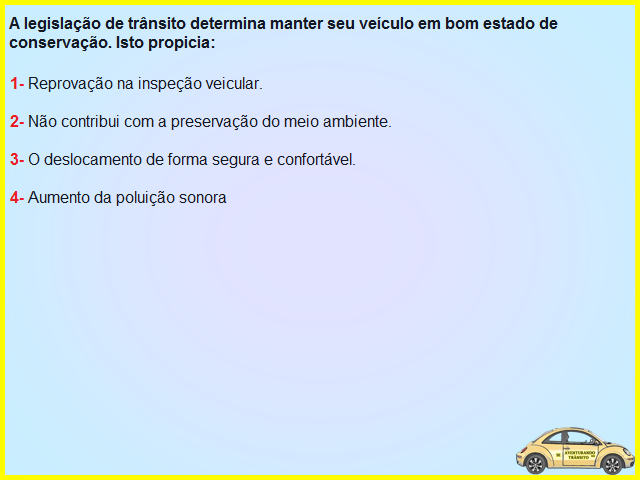 A legislação de trânsito determina manter seu veículo em bom estado de
conservação. Isto propicia:
1- Reprovação na inspeção veicular.
2- Não contribui com a preservação do meio ambiente.
3- O deslocamento de forma segura e confortável.
4- Aumento da poluição sonora
AVENTURANDO
TRÂNSITO